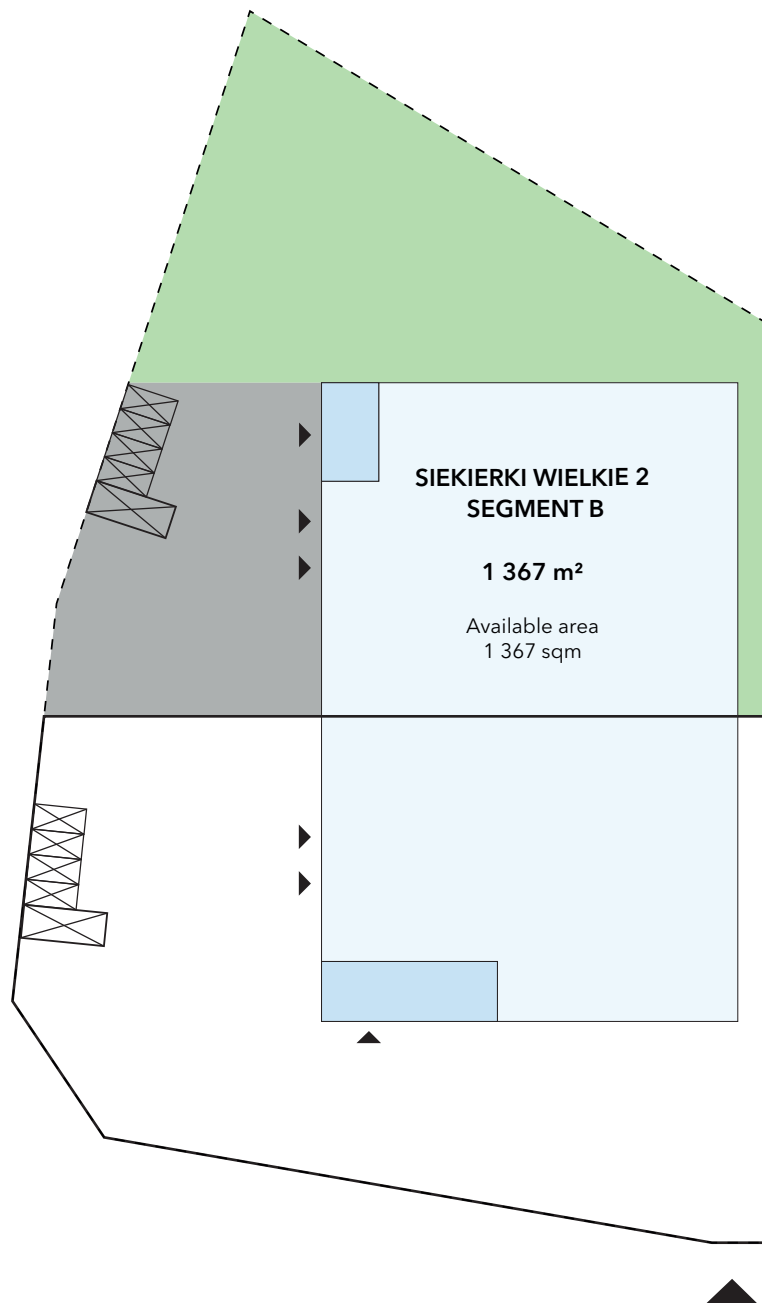 SIEKIERKI WIELKIE 2
SEGMENT B
1 367 m²
Available area
1 367 sqm